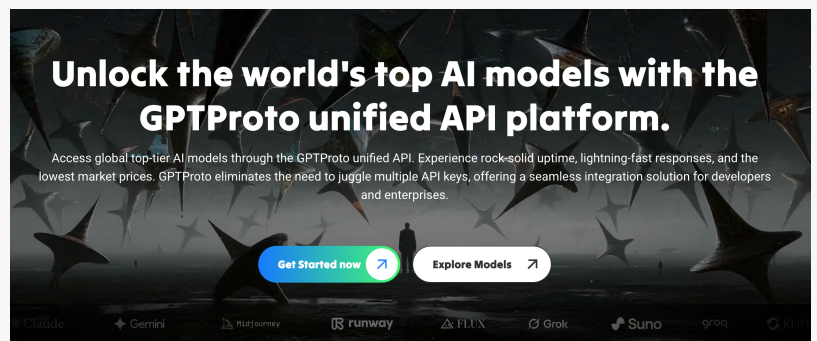 Unlock the world's top AI models with the
GPTProto unified API platform.
Access global top-tier AI models through the GPTProto unified API. Experience rock-solid uptime, lightning-fast responses, and the
lowest market prices. GPTProto eliminates the need to juggle multiple API keys, offering a seamless integration solution for developers
and enterprises.
Get Started now
Explore Models
Claude Gemini Midjourney runway FLUX Grok Suno groq